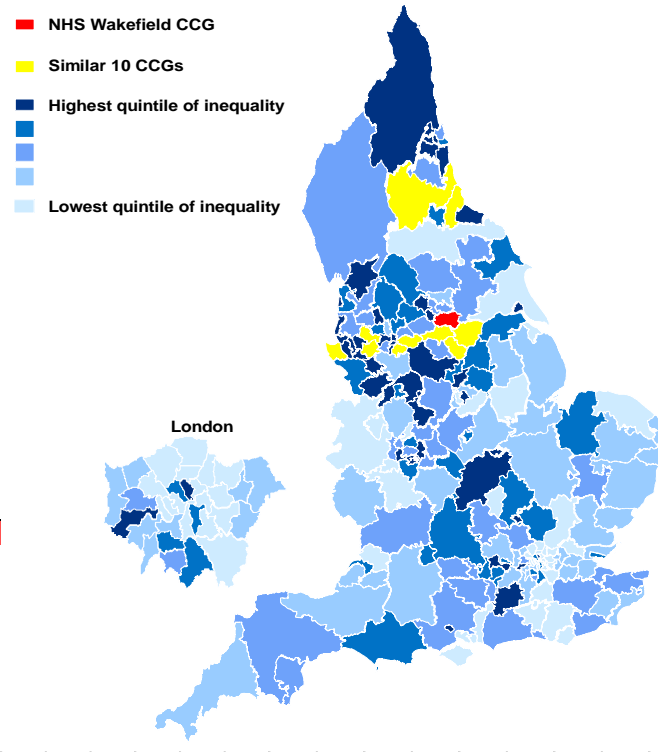 NHS Wakefield CCG
Similar 10 CCGs
Highest quintile of inequality
Lowest quintile of inequality
London